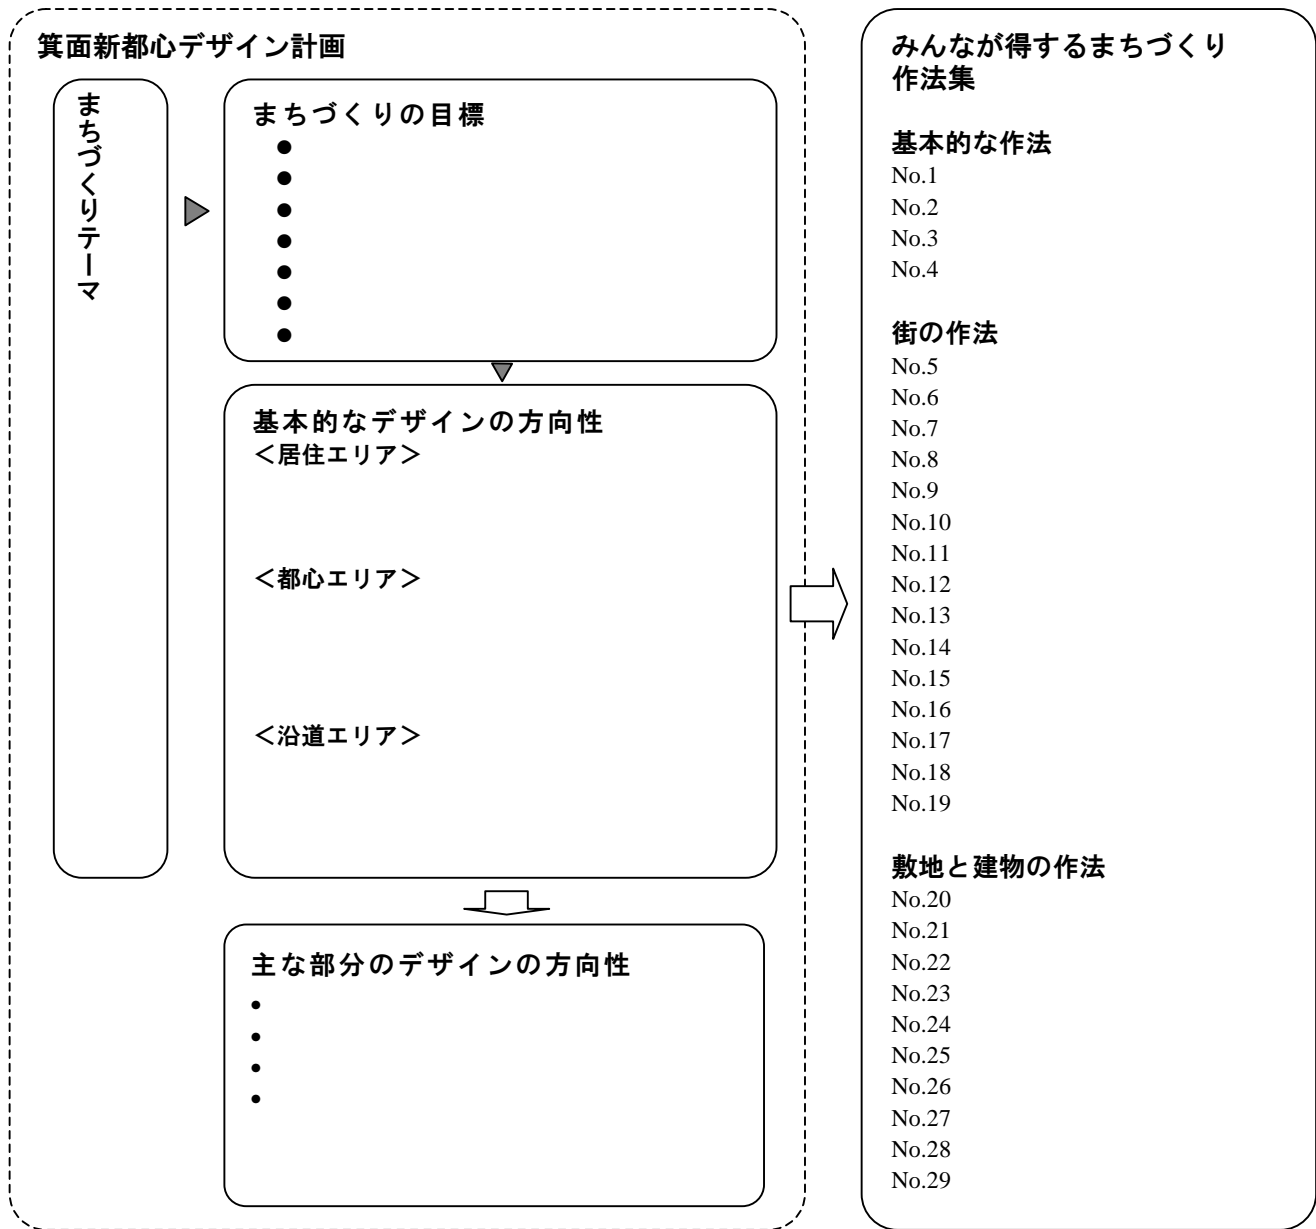 箕面新都心デザイン計画
まちづくりテーマ
まちづくりの目標
●
●
●
●
●
●
●
基本的なデザインの方向性
＜居住エリア＞
＜都心エリア＞
＜沿道エリア＞
主な部分のデザインの方向性
•
•
•
•
みんなが得するまちづくり
作法集
基本的な作法
No.1
No.2
No.3
No.4
街の作法
No.5
No.6
No.7
No.8
No.9
No.10
No.11
No.12
No.13
No.14
No.15
No.16
No.17
No.18
No.19
敷地と建物の作法
No.20
No.21
No.22
No.23
No.24
No.25
No.26
No.27
No.28
No.29